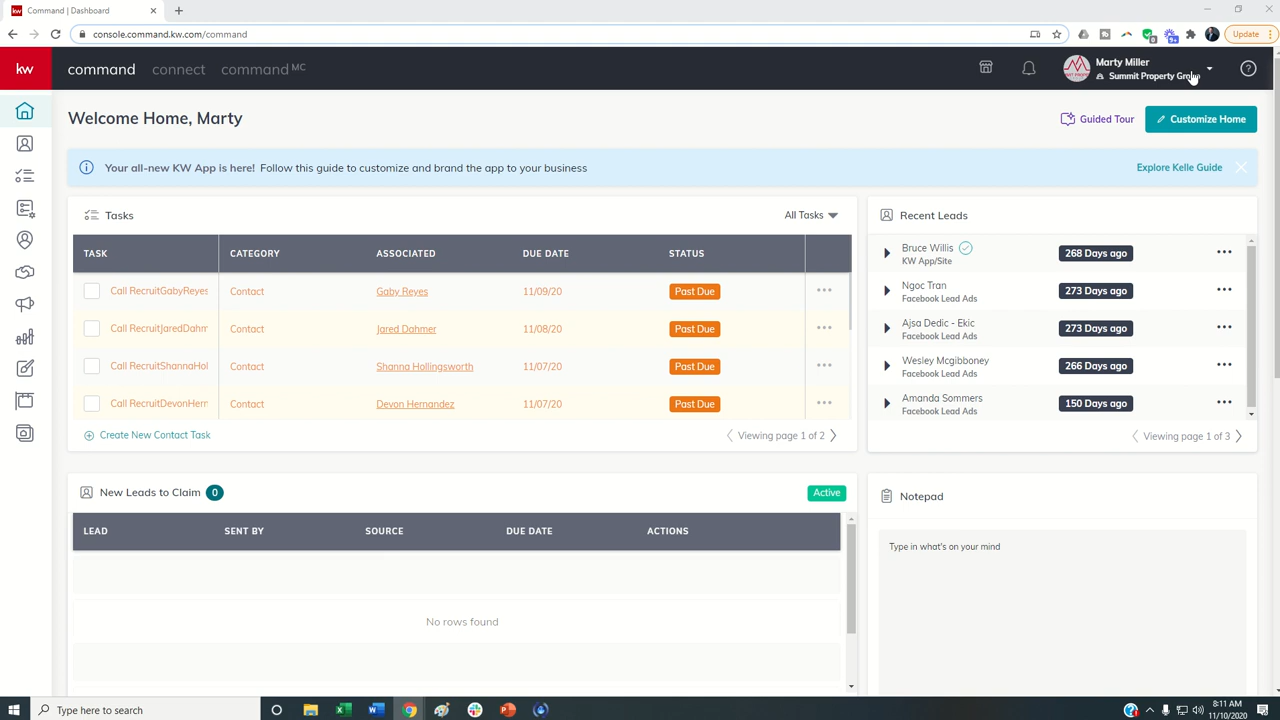 Command | Dashboard
console.command.kw.com/command
Update
kw
command
connect
command MC
Marty Miller
Summit Property Group
Welcome Home, Marty
Guided Tour
Customize Home
Your all-new KW App is here! Follow this guide to customize and brand the app to your business
Explore Kelle Guide
Tasks
All Tasks
TASK CATEGORY ASSOCIATED DUE DATE STATUS
Call RecruitGabyReyes Contact Gaby Reyes 11/09/20 Past Due
Call RecruitJaredDahm Contact Jared Dahmer 11/08/20 Past Due
Call RecruitShannaHol Contact Shanna Hollingsworth 11/07/20 Past Due
Call RecruitDevonHern Contact Devon Hernandez 11/07/20 Past Due
Create New Contact Task
Viewing page 1 of 2
Recent Leads
Bruce Willis
KW App/Site
268 Days ago
Ngoc Tran
Facebook Lead Ads
273 Days ago
Ajsa Dedic - Ekic
Facebook Lead Ads
273 Days ago
Wesley Mcgibboney
Facebook Lead Ads
266 Days ago
Amanda Sommers
Facebook Lead Ads
150 Days ago
Viewing page 1 of 3
New Leads to Claim 0
Active
LEAD SENT BY SOURCE DUE DATE ACTIONS
No rows found
Notepad
Type in what's on your mind
Type here to search
8:11 AM
11/10/2020